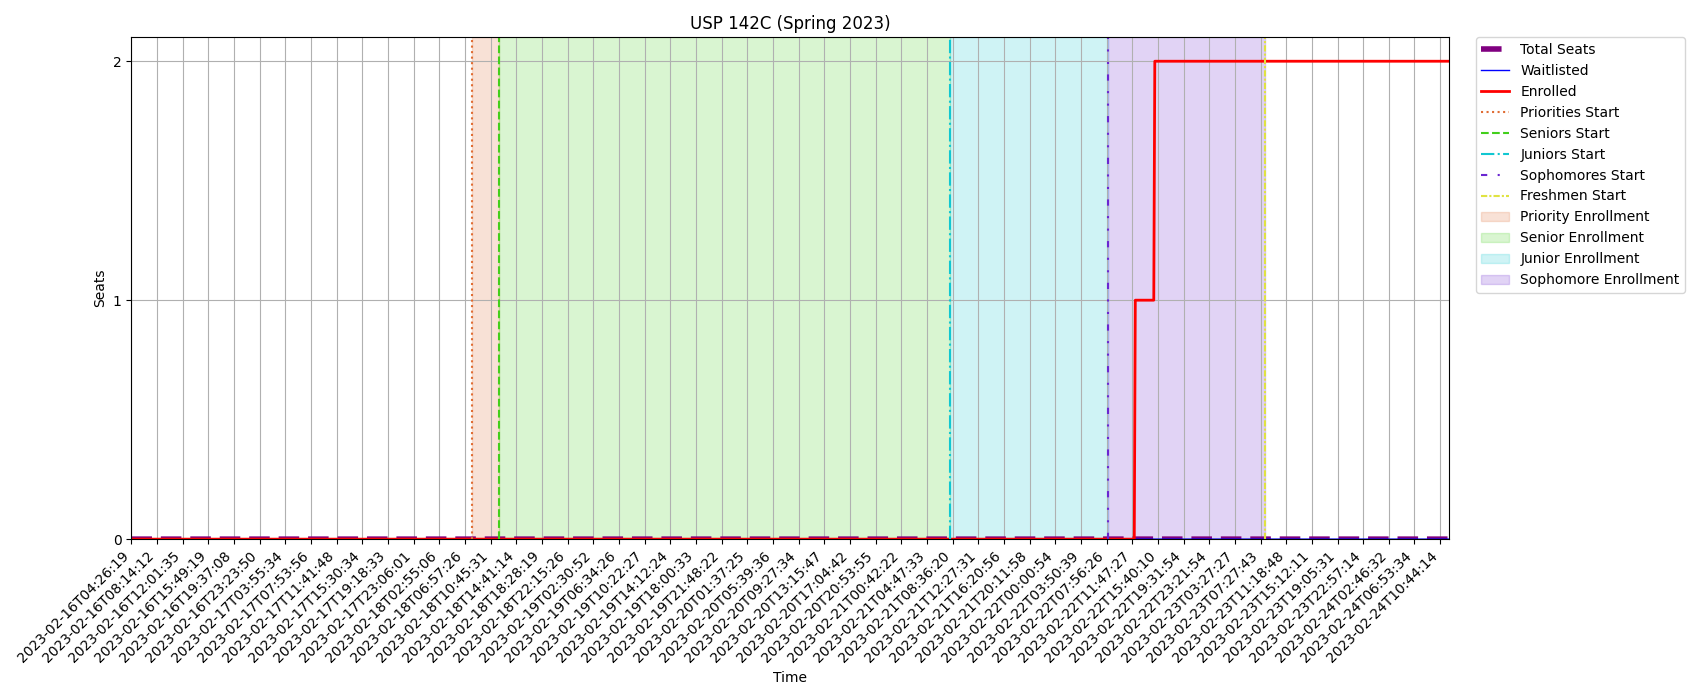 USP 142C (Spring 2023)
Total Seats
Waitlisted
Enrolled
Priorities Start
Seniors Start
Juniors Start
Sophomores Start
Freshmen Start
Priority Enrollment
Senior Enrollment
Junior Enrollment
Sophomore Enrollment
Seats
2
1
0
2023-02-16T04:26:19
2023-02-16T08:14:12
2023-02-16T12:01:35
2023-02-16T15:49:19
2023-02-16T19:37:08
2023-02-16T23:23:50
2023-02-17T03:55:34
2023-02-17T07:53:56
2023-02-17T11:41:48
2023-02-17T15:30:34
2023-02-17T19:18:33
2023-02-17T23:06:01
2023-02-18T02:55:06
2023-02-18T06:57:26
2023-02-18T10:45:31
2023-02-18T14:41:14
2023-02-18T18:28:19
2023-02-18T22:15:26
2023-02-19T02:30:52
2023-02-19T06:34:26
2023-02-19T10:22:27
2023-02-19T14:12:24
2023-02-19T18:00:33
2023-02-19T21:48:22
2023-02-20T01:37:25
2023-02-20T05:39:36
2023-02-20T09:27:34
2023-02-20T13:15:47
2023-02-20T17:04:42
2023-02-20T20:53:55
2023-02-21T00:42:22
2023-02-21T04:47:33
2023-02-21T08:36:20
2023-02-21T12:27:31
2023-02-21T16:20:56
2023-02-21T20:11:58
2023-02-22T00:00:54
2023-02-22T03:50:39
2023-02-22T07:56:26
2023-02-22T11:47:27
2023-02-22T15:40:10
2023-02-22T19:31:54
2023-02-22T23:21:54
2023-02-23T03:27:27
2023-02-23T07:27:43
2023-02-23T11:18:48
2023-02-23T15:12:11
2023-02-23T19:05:31
2023-02-23T22:57:14
2023-02-24T02:46:32
2023-02-24T06:53:34
2023-02-24T10:44:14
Time